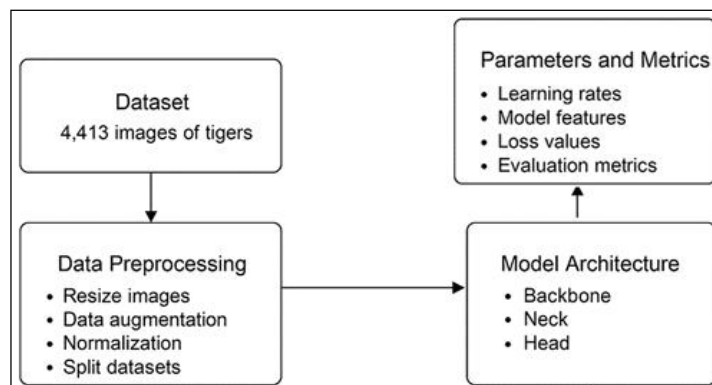 Dataset
4,413 images of tigers
Data Preprocessing
• Resize images
• Data augmentation
• Normalization
• Split datasets
Model Architecture
• Backbone
• Neck
• Head
Parameters and Metrics
• Learning rates
• Model features
• Loss values
• Evaluation metrics